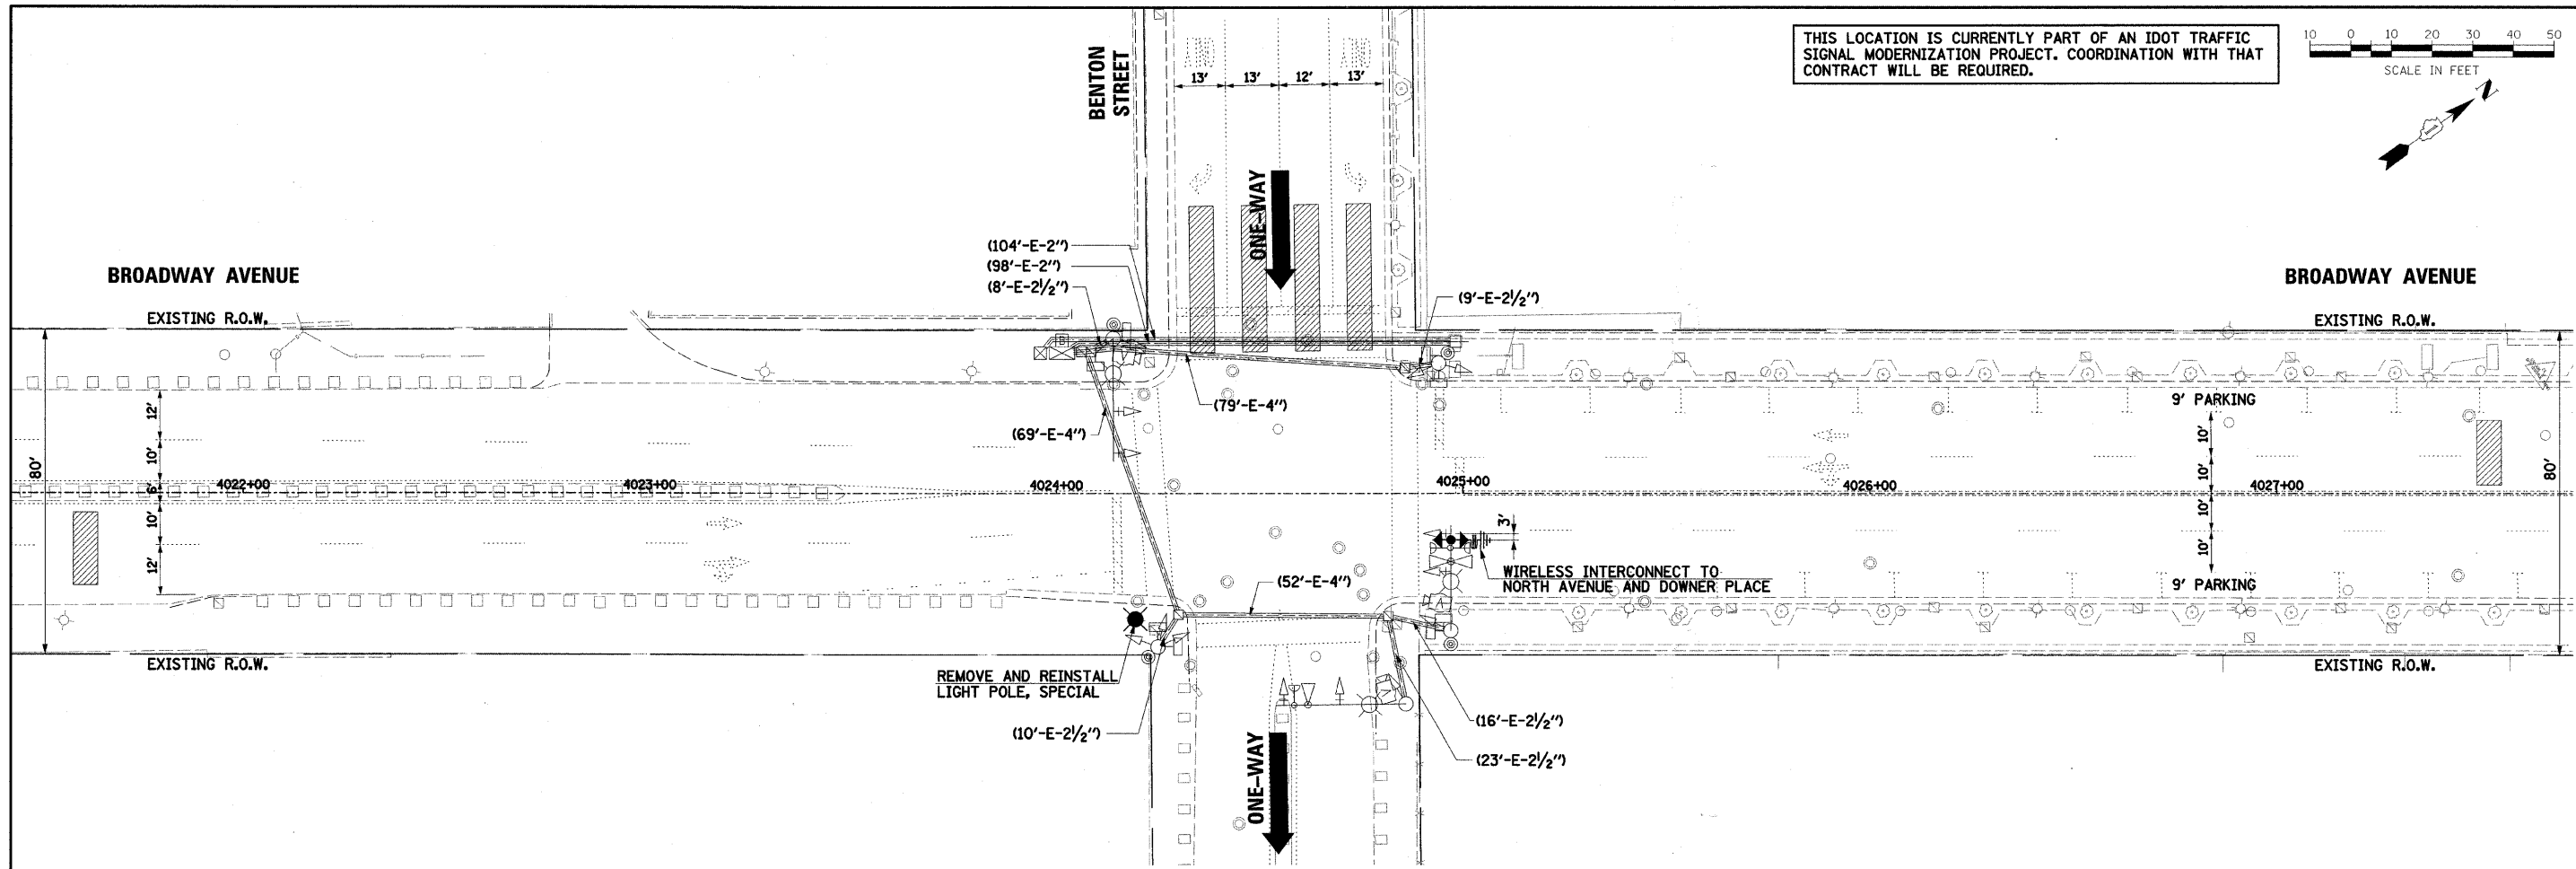 THIS LOCATION IS CURRENTLY PART OF AN IDOT TRAFFIC
SIGNAL MODERNIZATION PROJECT. COORDINATION WITH THAT
CONTRACT WILL BE REQUIRED.
10 0 10 20 30 40 50
SCALE IN FEET
N
BENTON
STREET
ONLY
ONLY
13' 13' 12' 13'
ONE-WAY
(104'-E-2")
(98'-E-2")
(8'-E-2½")
(9'-E-2½")
BROADWAY AVENUE
BROADWAY AVENUE
EXISTING R.O.W.
EXISTING R.O.W.
(79'-E-4")
(69'-E-4")
9' PARKING
12'
10'
6'
10'
12'
80'
10'
10'
10'
10'
80'
4022+00
4023+00
4024+00
4025+00
4026+00
4027+00
3'
WIRELESS INTERCONNECT TO
NORTH AVENUE AND DOWNER PLACE
(52'-E-4")
9' PARKING
EXISTING R.O.W.
EXISTING R.O.W.
REMOVE AND REINSTALL
LIGHT POLE, SPECIAL
(10'-E-2½")
(16'-E-2½")
(23'-E-2½")
ONE-WAY